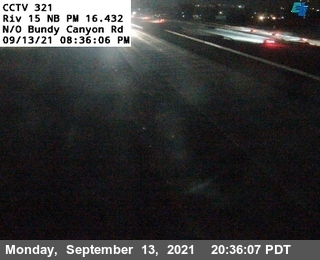 CCTV 321
Riv 15 NB PM 16.432
N/O Bundy Canyon Rd
09/13/21 08:36:06 PM
Monday, September 13, 2021 20:36:07 PDT